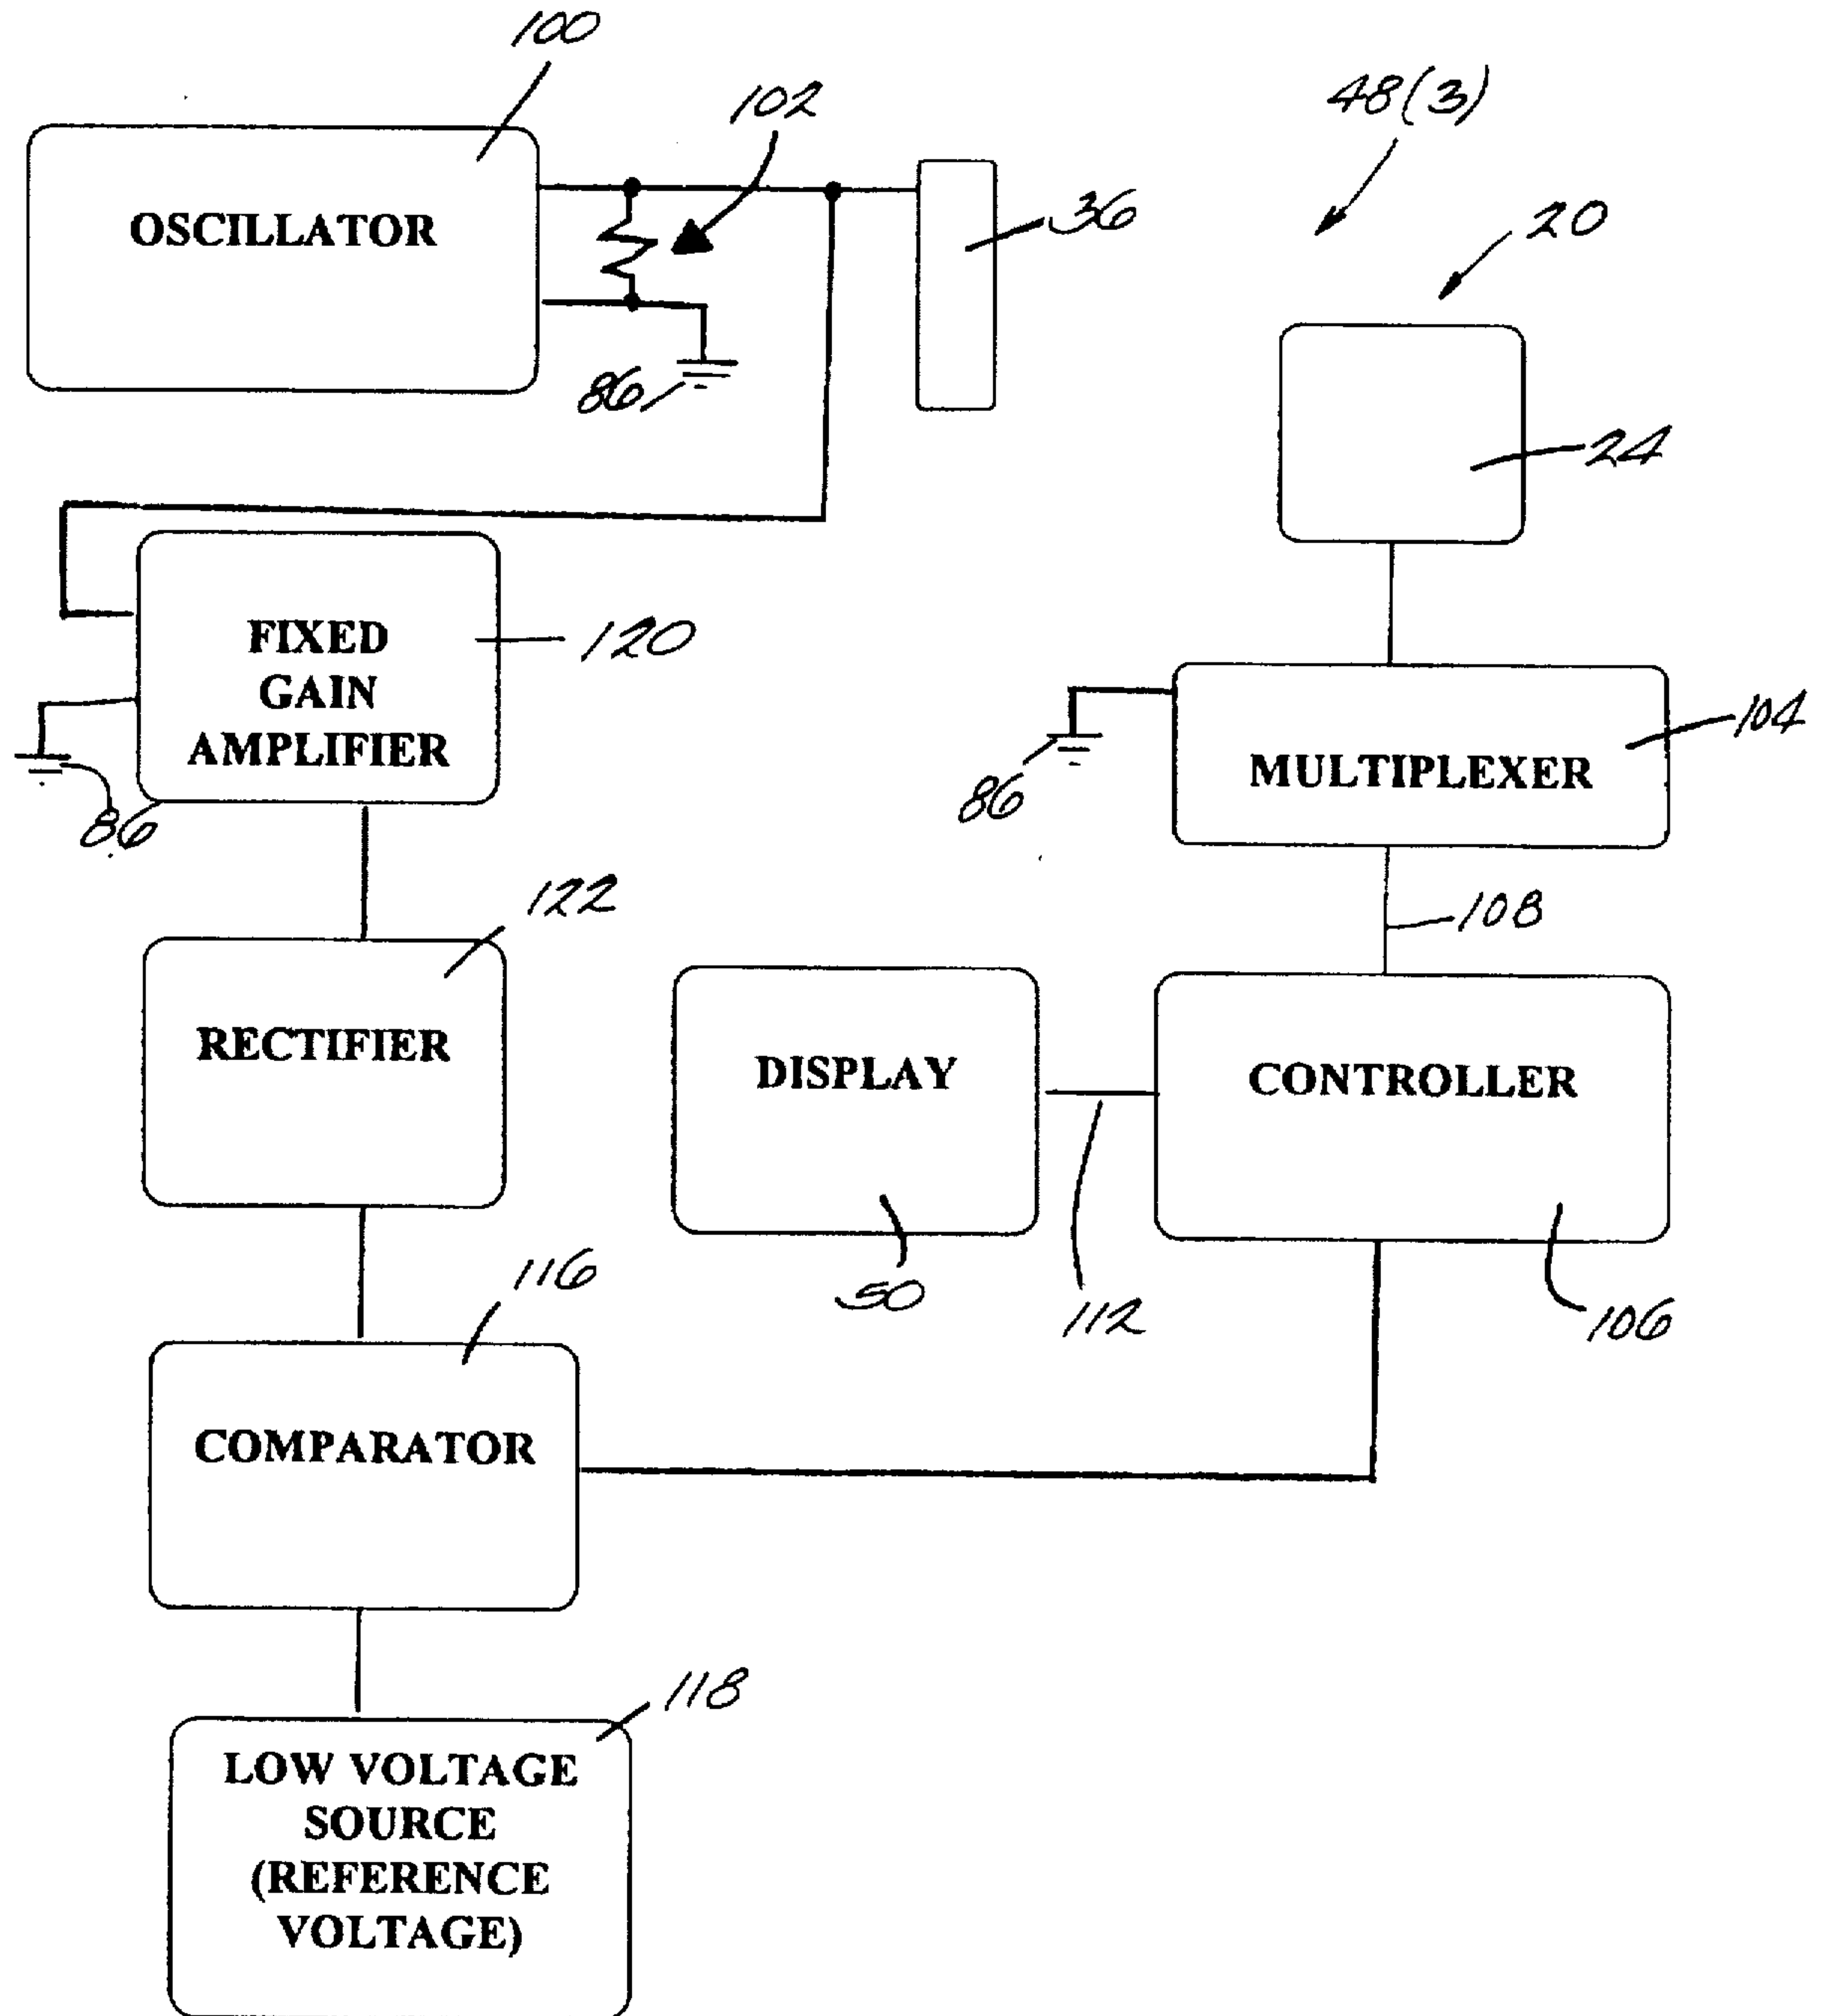 100
102
48(3)
OSCILLATOR
36
20
86
24
FIXED
GAIN
AMPLIFIER
120
104
86
MULTIPLEXER
86
122
108
RECTIFIER
DISPLAY
CONTROLLER
116
50
112
106
COMPARATOR
118
LOW VOLTAGE
SOURCE
(REFERENCE
VOLTAGE)